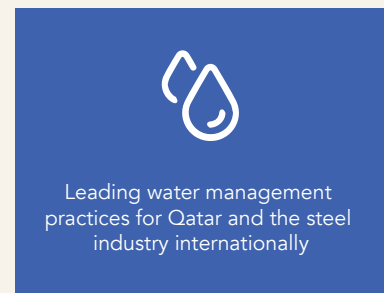 Leading water management
practices for Qatar and the steel
industry internationally